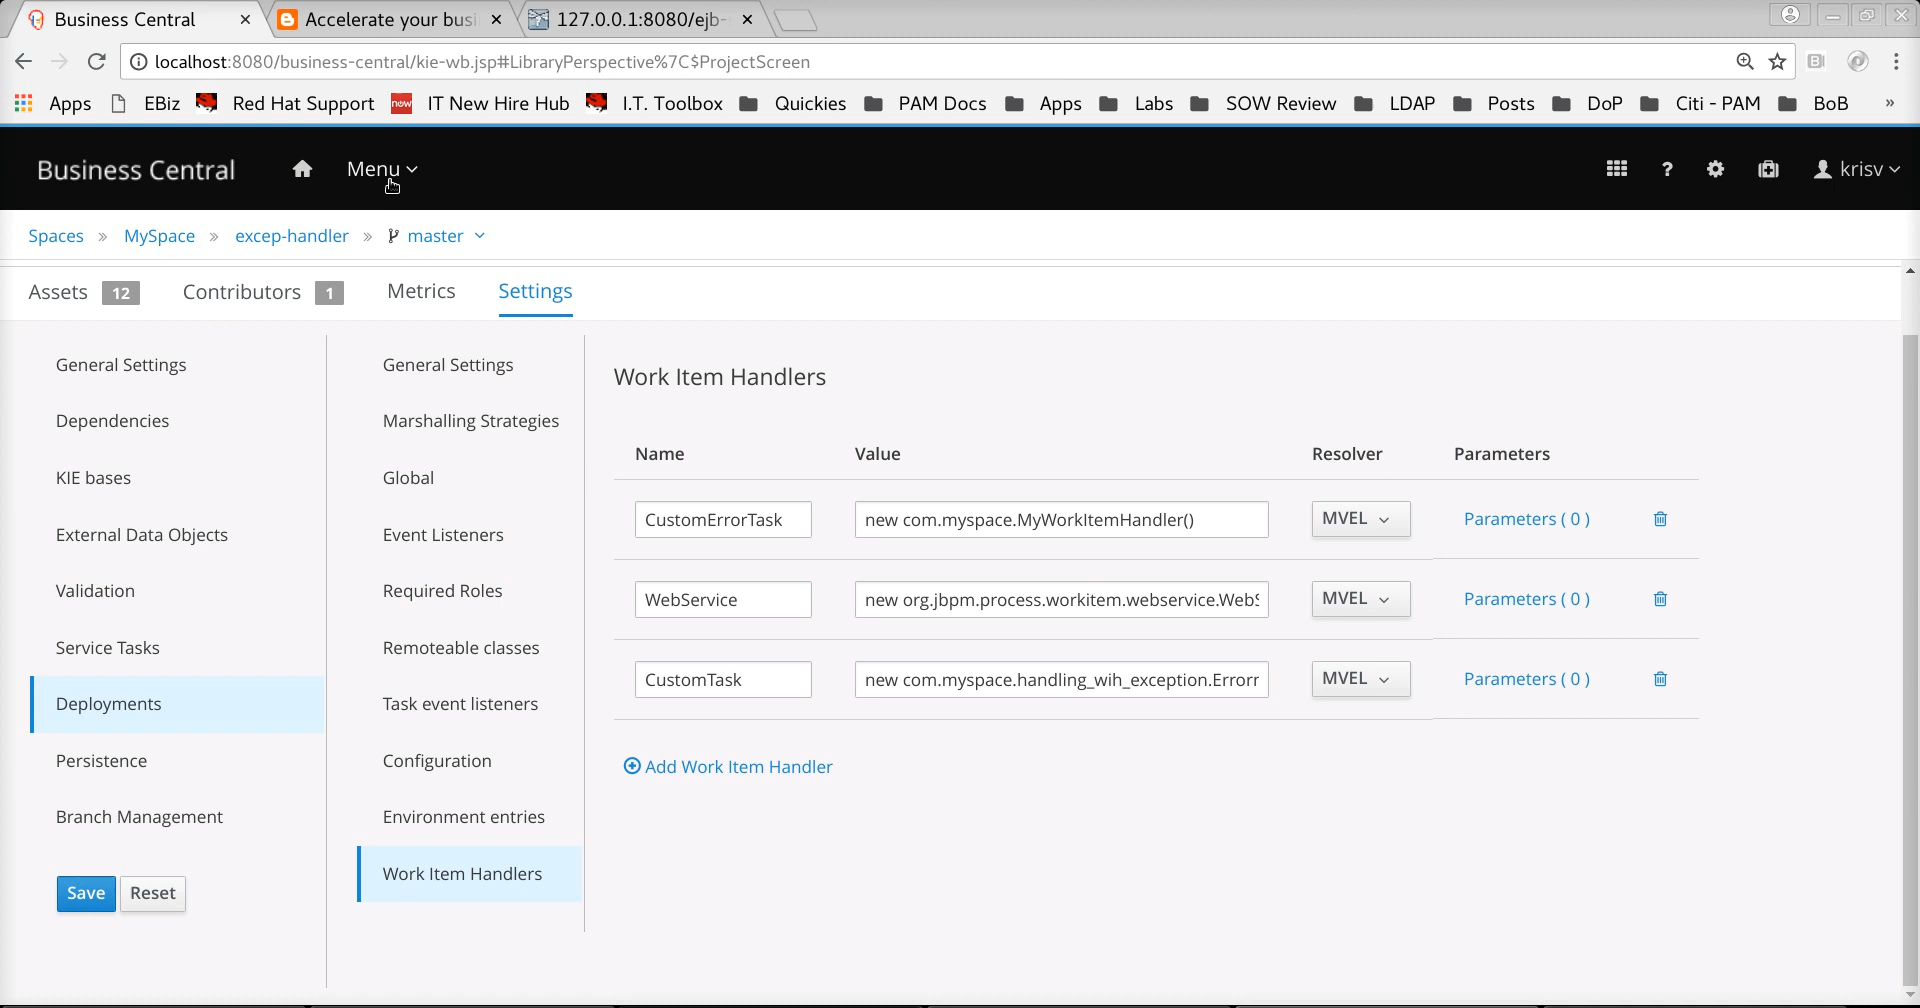 Business Central
Accelerate your busi
127.0.0.1:8080/ejb-
localhost:8080/business-central/kie-wb.jsp#LibraryPerspective%7C$ProjectScreen
Apps EBiz Red Hat Support now IT New Hire Hub I.T. Toolbox Quickies PAM Docs Apps Labs SOW Review LDAP Posts DoP Citi - PAM BoB »
Business Central Menu ? krisv
Spaces » MySpace » excep-handler » master
Assets 12 Contributors 1 Metrics Settings
General Settings
Dependencies
KIE bases
External Data Objects
Validation
Service Tasks
Deployments
Persistence
Branch Management
Save Reset
General Settings
Marshalling Strategies
Global
Event Listeners
Required Roles
Remoteable classes
Task event listeners
Configuration
Environment entries
Work Item Handlers
Work Item Handlers
Name Value Resolver Parameters
CustomErrorTask new com.myspace.MyWorkItemHandler() MVEL Parameters ( 0 )
WebService new org.jbpm.process.workitem.webservice.WebS MVEL Parameters ( 0 )
CustomTask new com.myspace.handling_wih_exception.Errorr MVEL Parameters ( 0 )
Add Work Item Handler